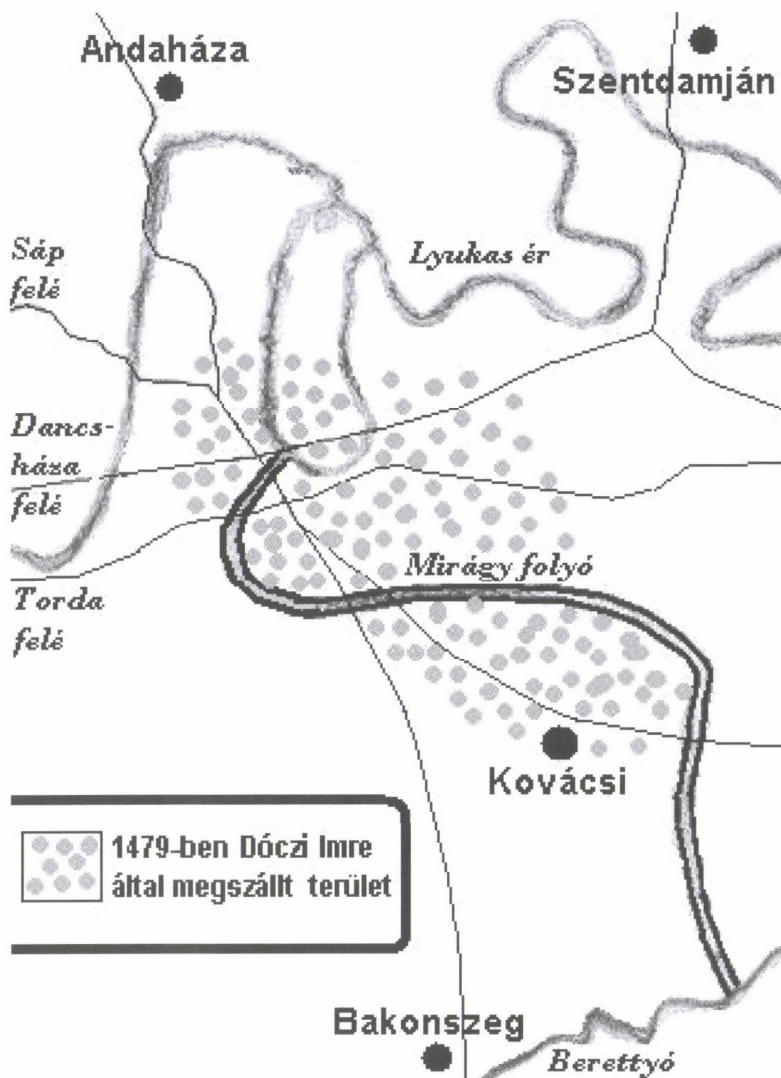 Andaháza
Szentdamján
Sáp
felé
Lyukas ér
Dancs-
háza
felé
Mirágy folyó
Torda
felé
Kovácsi
1479-ben Dóczi Imre
által megszállt terület
Bakonszeg
Berettyó